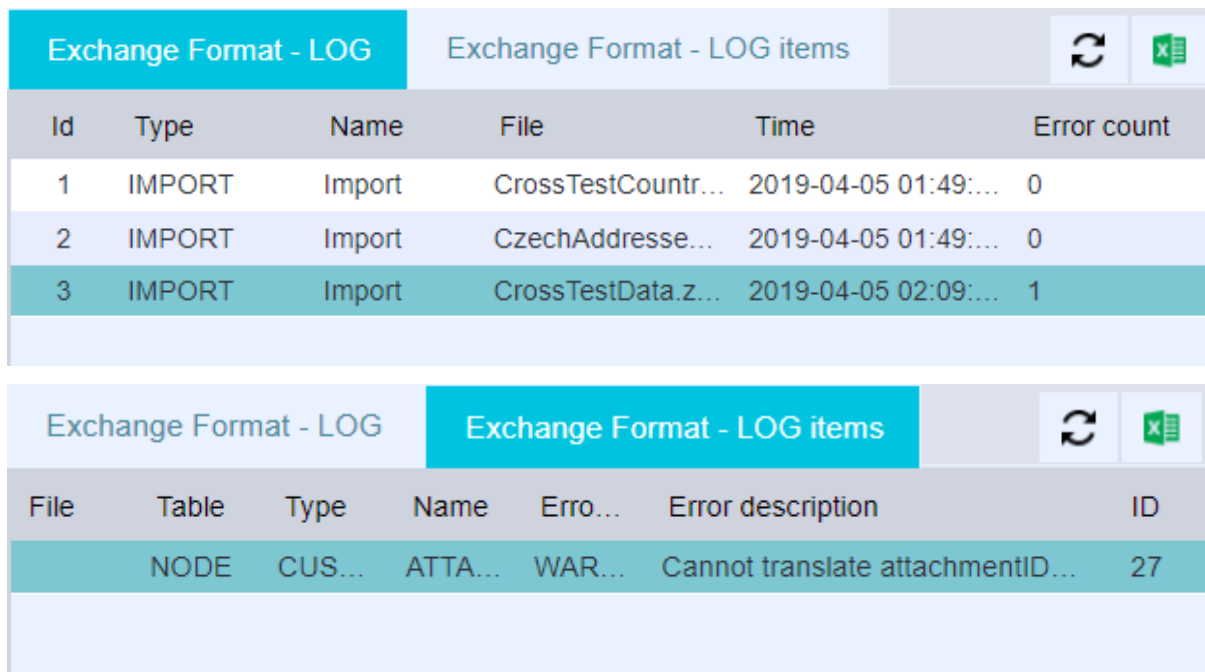 Exchange Format - LOG Exchange Format - LOG items
Id Type Name File Time Error count
1 IMPORT Import CrossTestCountr... 2019-04-05 01:49:... 0
2 IMPORT Import CzechAddresse... 2019-04-05 01:49:... 0
3 IMPORT Import CrossTestData.z... 2019-04-05 02:09:... 1
Exchange Format - LOG Exchange Format - LOG items
File Table Type Name Erro... Error description ID
NODE CUS... ATTA... WAR... Cannot translate attachmentID... 27